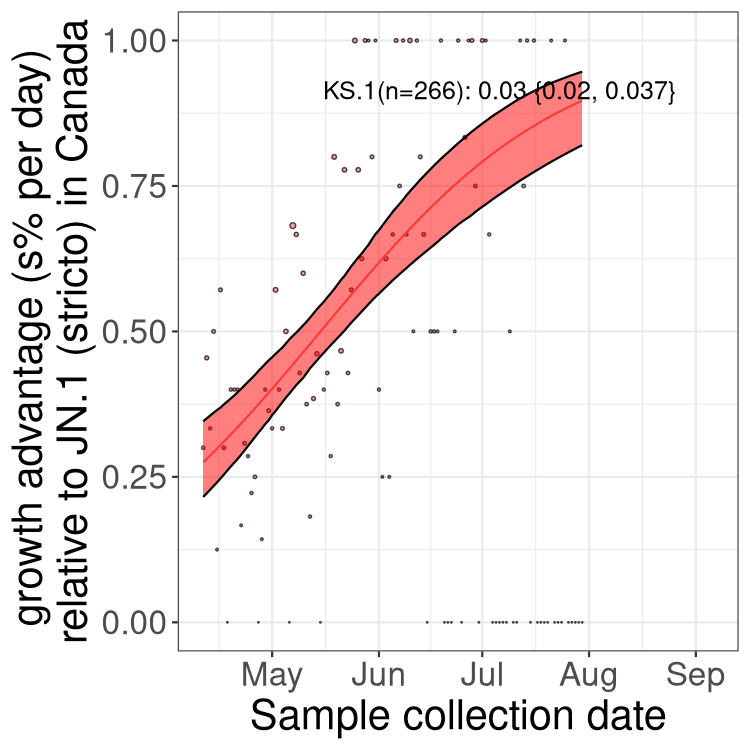 growth advantage (s% per day)
relative to JN.1 (stricto) in Canada
1.00
0.75
0.50
0.25
0.00
KS.1(n=266): 0.03 {0.02, 0.037}
May Jun Jul Aug Sep
Sample collection date